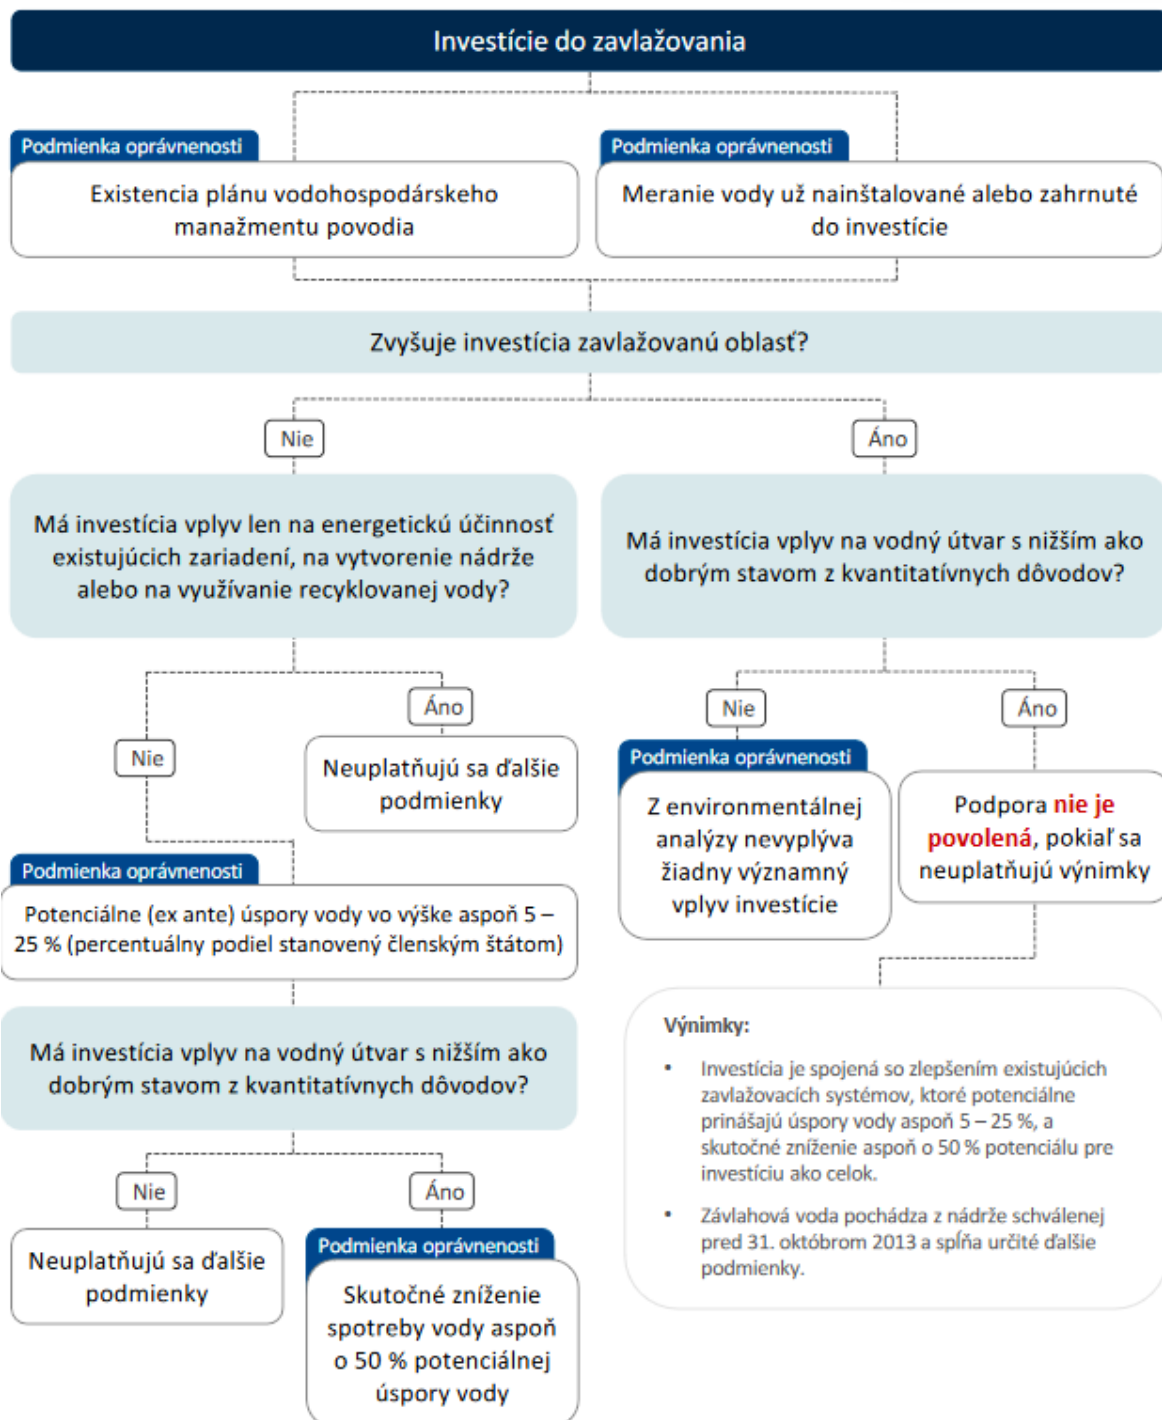 Investície do zavlažovania
Podmienka oprávnenosti
Existencia plánu vodohospodárskeho
manažmentu povodia
Podmienka oprávnenosti
Meranie vody už nainštalované alebo zahrnuté
do investície
Zvyšuje investícia zavlažovanú oblasť?
Nie
Áno
Má investícia vplyv len na energetickú účinnosť
existujúcich zariadení, na vytvorenie nádrže
alebo na využívanie recyklovanej vody?
Má investícia vplyv na vodný útvar s nižším ako
dobrým stavom z kvantitatívnych dôvodov?
Nie
Áno
Neuplatňujú sa ďalšie
podmienky
Nie
Áno
Podmienka oprávnenosti
Z environmentálnej
analýzy nevyplýva
žiadny významný
vplyv investície
Podpora nie je
povolená, pokiaľ sa
neuplatňujú výnimky
Podmienka oprávnenosti
Potenciálne (ex ante) úspory vody vo výške aspoň 5 –
25 % (percentuálny podiel stanovený členským štátom)
Má investícia vplyv na vodný útvar s nižším ako
dobrým stavom z kvantitatívnych dôvodov?
Nie
Áno
Neuplatňujú sa ďalšie
podmienky
Podmienka oprávnenosti
Skutočné zníženie
spotreby vody aspoň
o 50 % potenciálnej
úspory vody
Výnimky:
• Investícia je spojená so zlepšením existujúcich
zavlažovacích systémov, ktoré potenciálne
prinášajú úspory vody aspoň 5 – 25 %, a
skutočné zníženie aspoň o 50 % potenciálu pre
investíciu ako celok.
• Závlahová voda pochádza z nádrže schválenej
pred 31. októbrom 2013 a spĺňa určité ďalšie
podmienky.